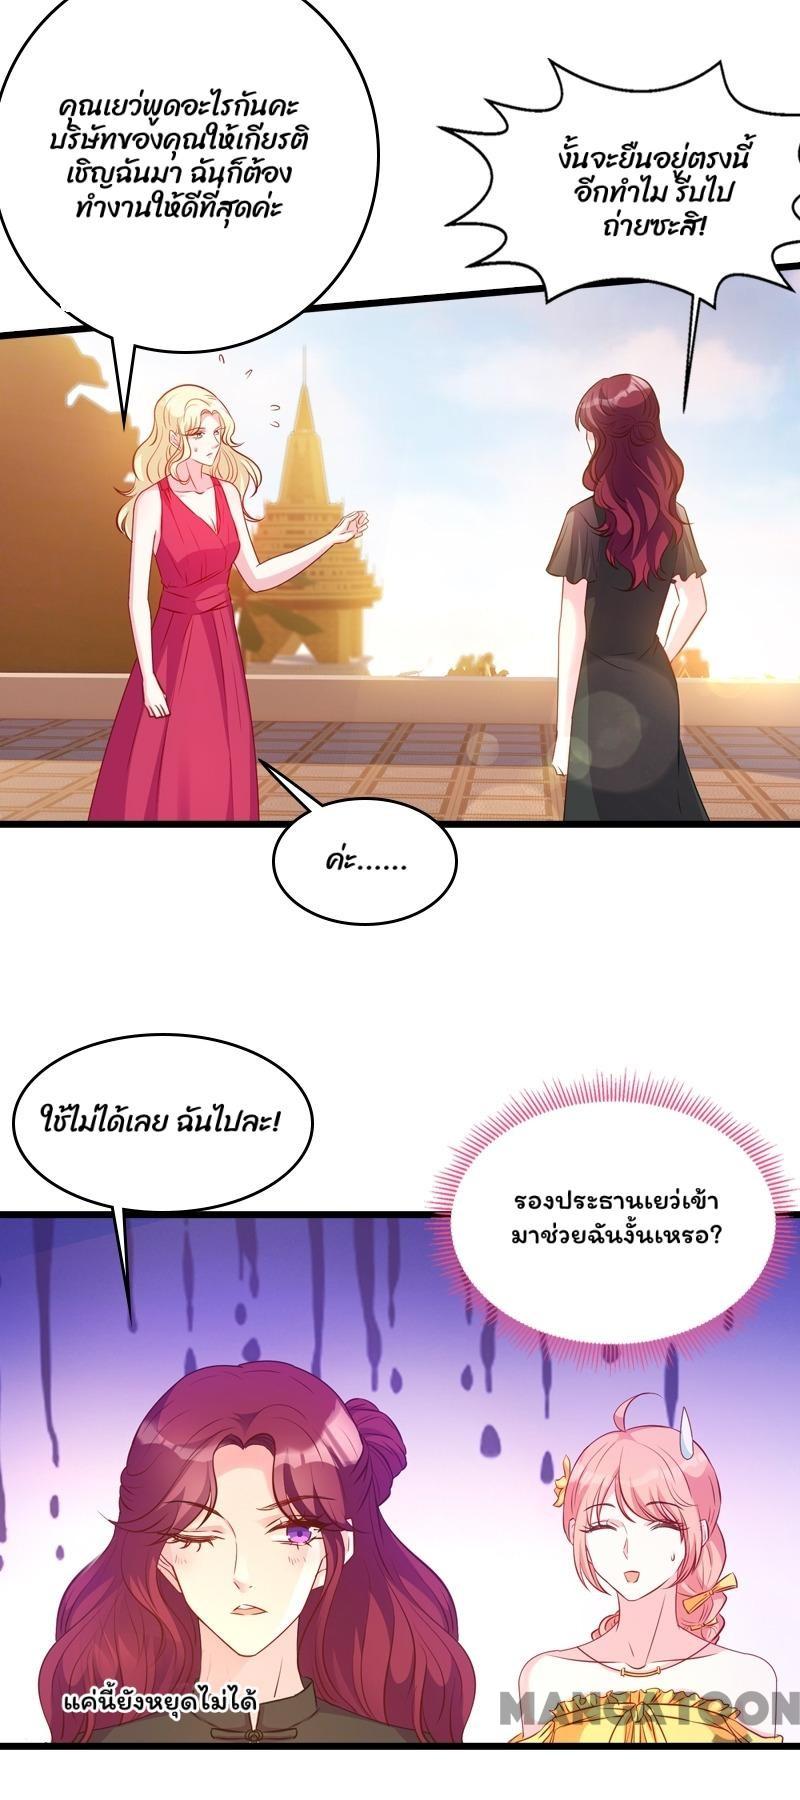 คุณเยว่พูดอะไรกันคะ
บริษัทของคุณให้เกียรติ
เชิญฉันมา ฉันก็ต้อง
ทำงานให้ดีที่สุดค่ะ
งั้นจะยืนอยู่ตรงนี้
อีกทำไม รีบไป
ถ่ายซะสิ!
ค่ะ......
ใช้ไม่ได้เลย ฉันไปละ!
รองประธานเยว่เข้า
มาช่วยฉันงั้นเหรอ?
แค่นี้ยังหยุดไม่ได้
MANGATOON